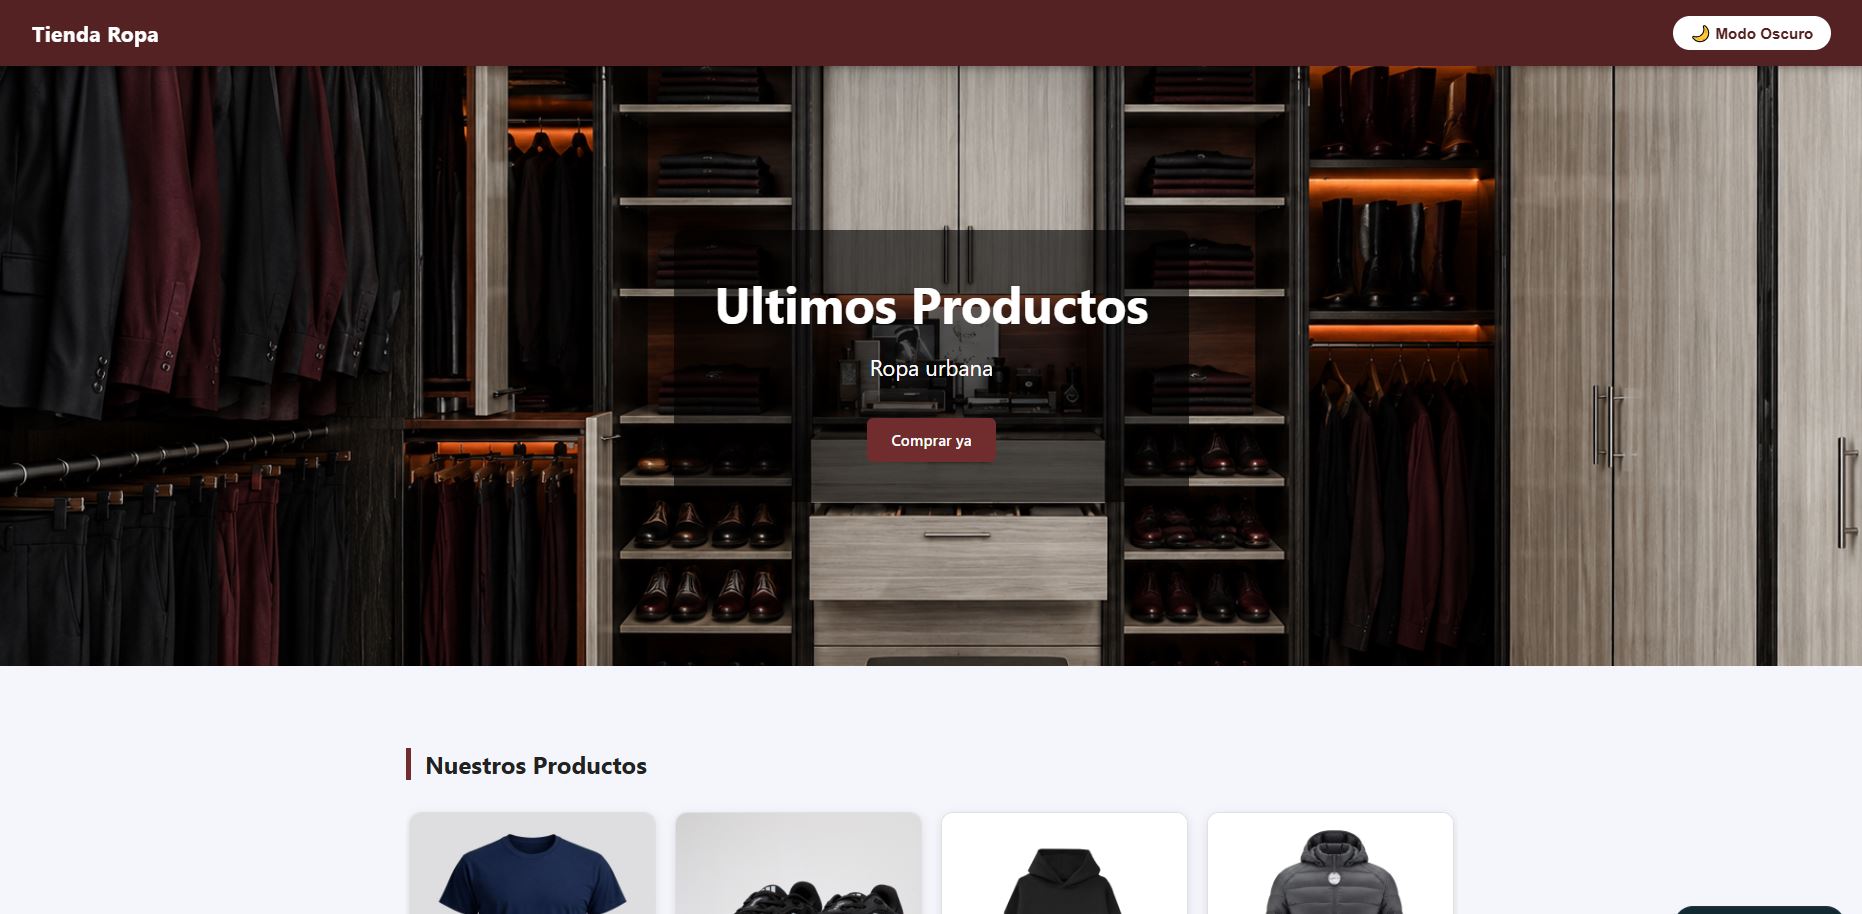 Tienda Ropa
🌙 Modo Oscuro
Ultimos Productos
Ropa urbana
Comprar ya
Nuestros Productos